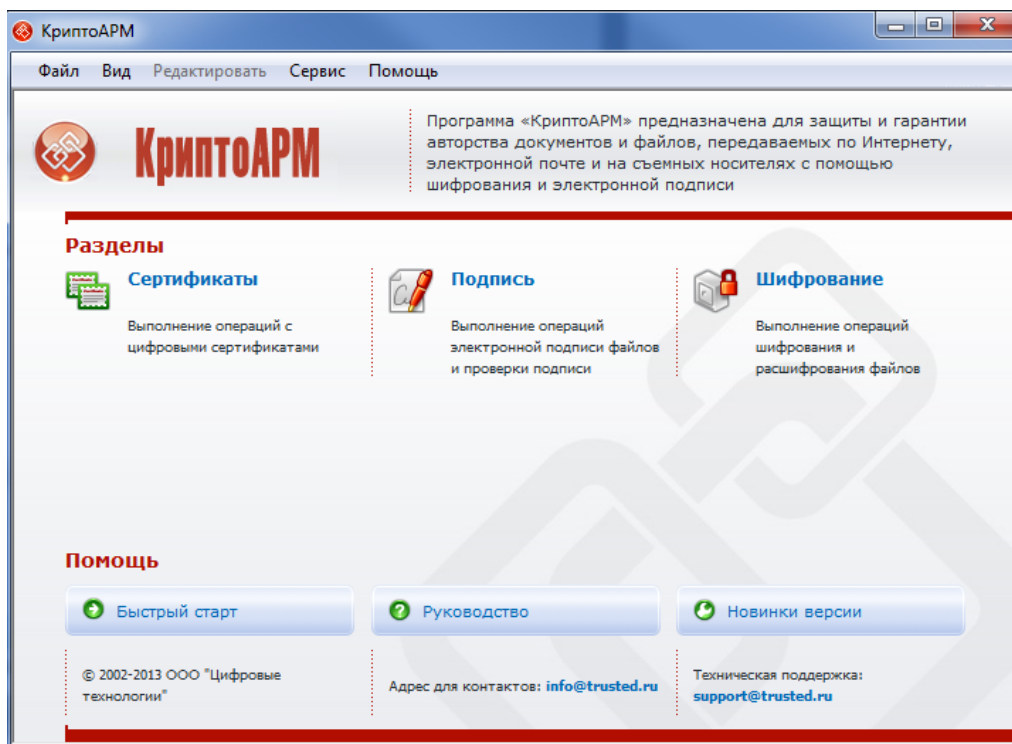 КриптоАРМ
Файл Вид Редактировать Сервис Помощь
КриптоАРМ
Программа «КриптоАРМ» предназначена для защиты и гарантии
авторства документов и файлов, передаваемых по Интернету,
электронной почте и на съемных носителях с помощью
шифрования и электронной подписи
Разделы
Сертификаты
Выполнение операций с
цифровыми сертификатами
Подпись
Выполнение операций
электронной подписи файлов
и проверки подписи
Шифрование
Выполнение операций
шифрования и
расшифрования файлов
Помощь
Быстрый старт
Руководство
Новинки версии
© 2002-2013 ООО "Цифровые
технологии"
Адрес для контактов: info@trusted.ru
Техническая поддержка:
support@trusted.ru